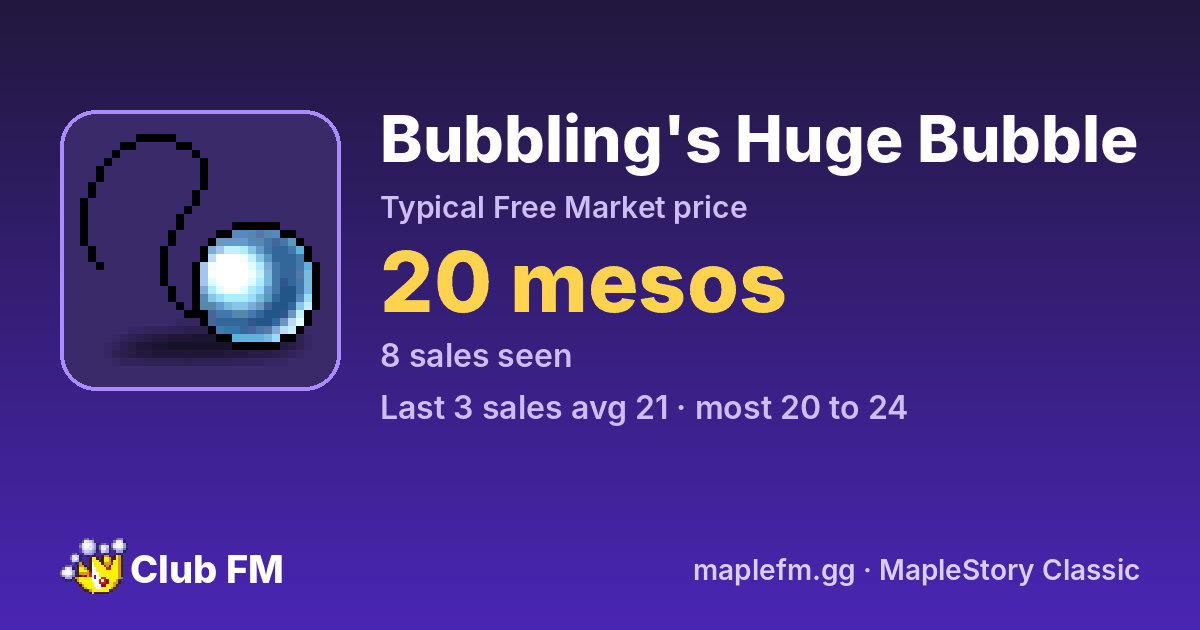 Bubbling's Huge Bubble
Typical Free Market price
20 mesos
8 sales seen
Last 3 sales avg 21 · most 20 to 24
Club FM
maplefm.gg · MapleStory Classic